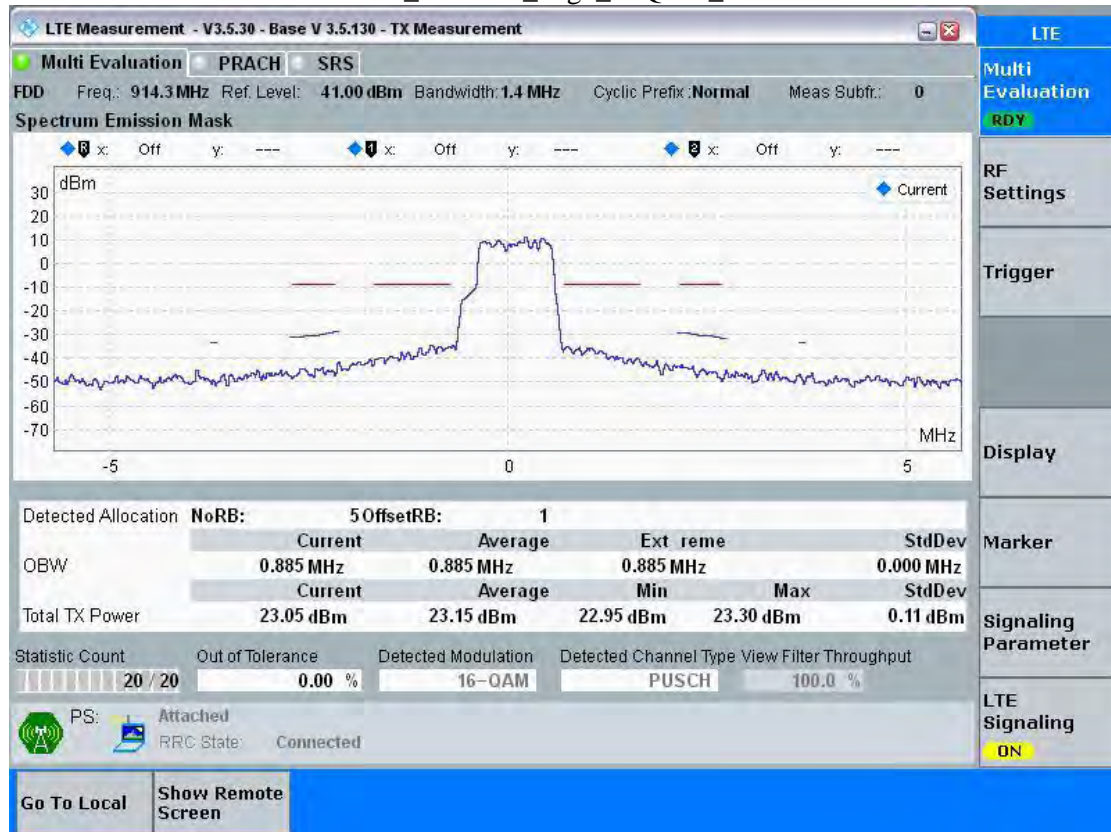 LTE Measurement - V3.5.30 - Base V 3.5.130 - TX Measurement
LTE
Multi Evaluation PRACH SRS
Multi Evaluation
RDY
FDD Freq.: 914.3 MHz Ref. Level: 41.00 dBm Bandwidth: 1.4 MHz Cyclic Prefix : Normal Meas Subfr.: 0
Spectrum Emission Mask
R x: Off y: --- 1 x: Off y: --- 2 x: Off y: ---
dBm
Current
30
20
10
0
-10
-20
-30
-40
-50
-60
-70
MHz
-5 0 5
RF Settings
Trigger
Display
Marker
Signaling Parameter
LTE Signaling
ON
Detected Allocation NoRB: 5 OffsetRB: 1
Current Average Ext reme StdDev
OBW 0.885 MHz 0.885 MHz 0.885 MHz 0.000 MHz
Current Average Min Max StdDev
Total TX Power 23.05 dBm 23.15 dBm 22.95 dBm 23.30 dBm 0.11 dBm
Statistic Count Out of Tolerance Detected Modulation Detected Channel Type View Filter Throughput
20 / 20 0.00 % 16-QAM PUSCH 100.0 %
PS: Attached
RRC State: Connected
Go To Local
Show Remote Screen